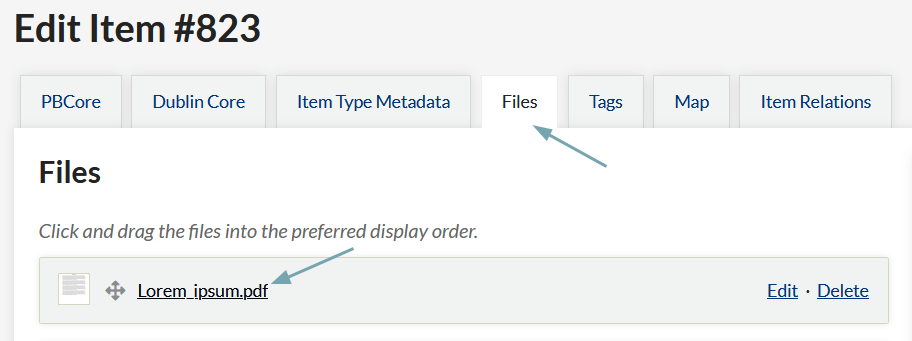 Edit Item #823
PBCore Dublin Core Item Type Metadata Files Tags Map Item Relations
Files
Click and drag the files into the preferred display order.
Lorem_ipsum.pdf Edit · Delete